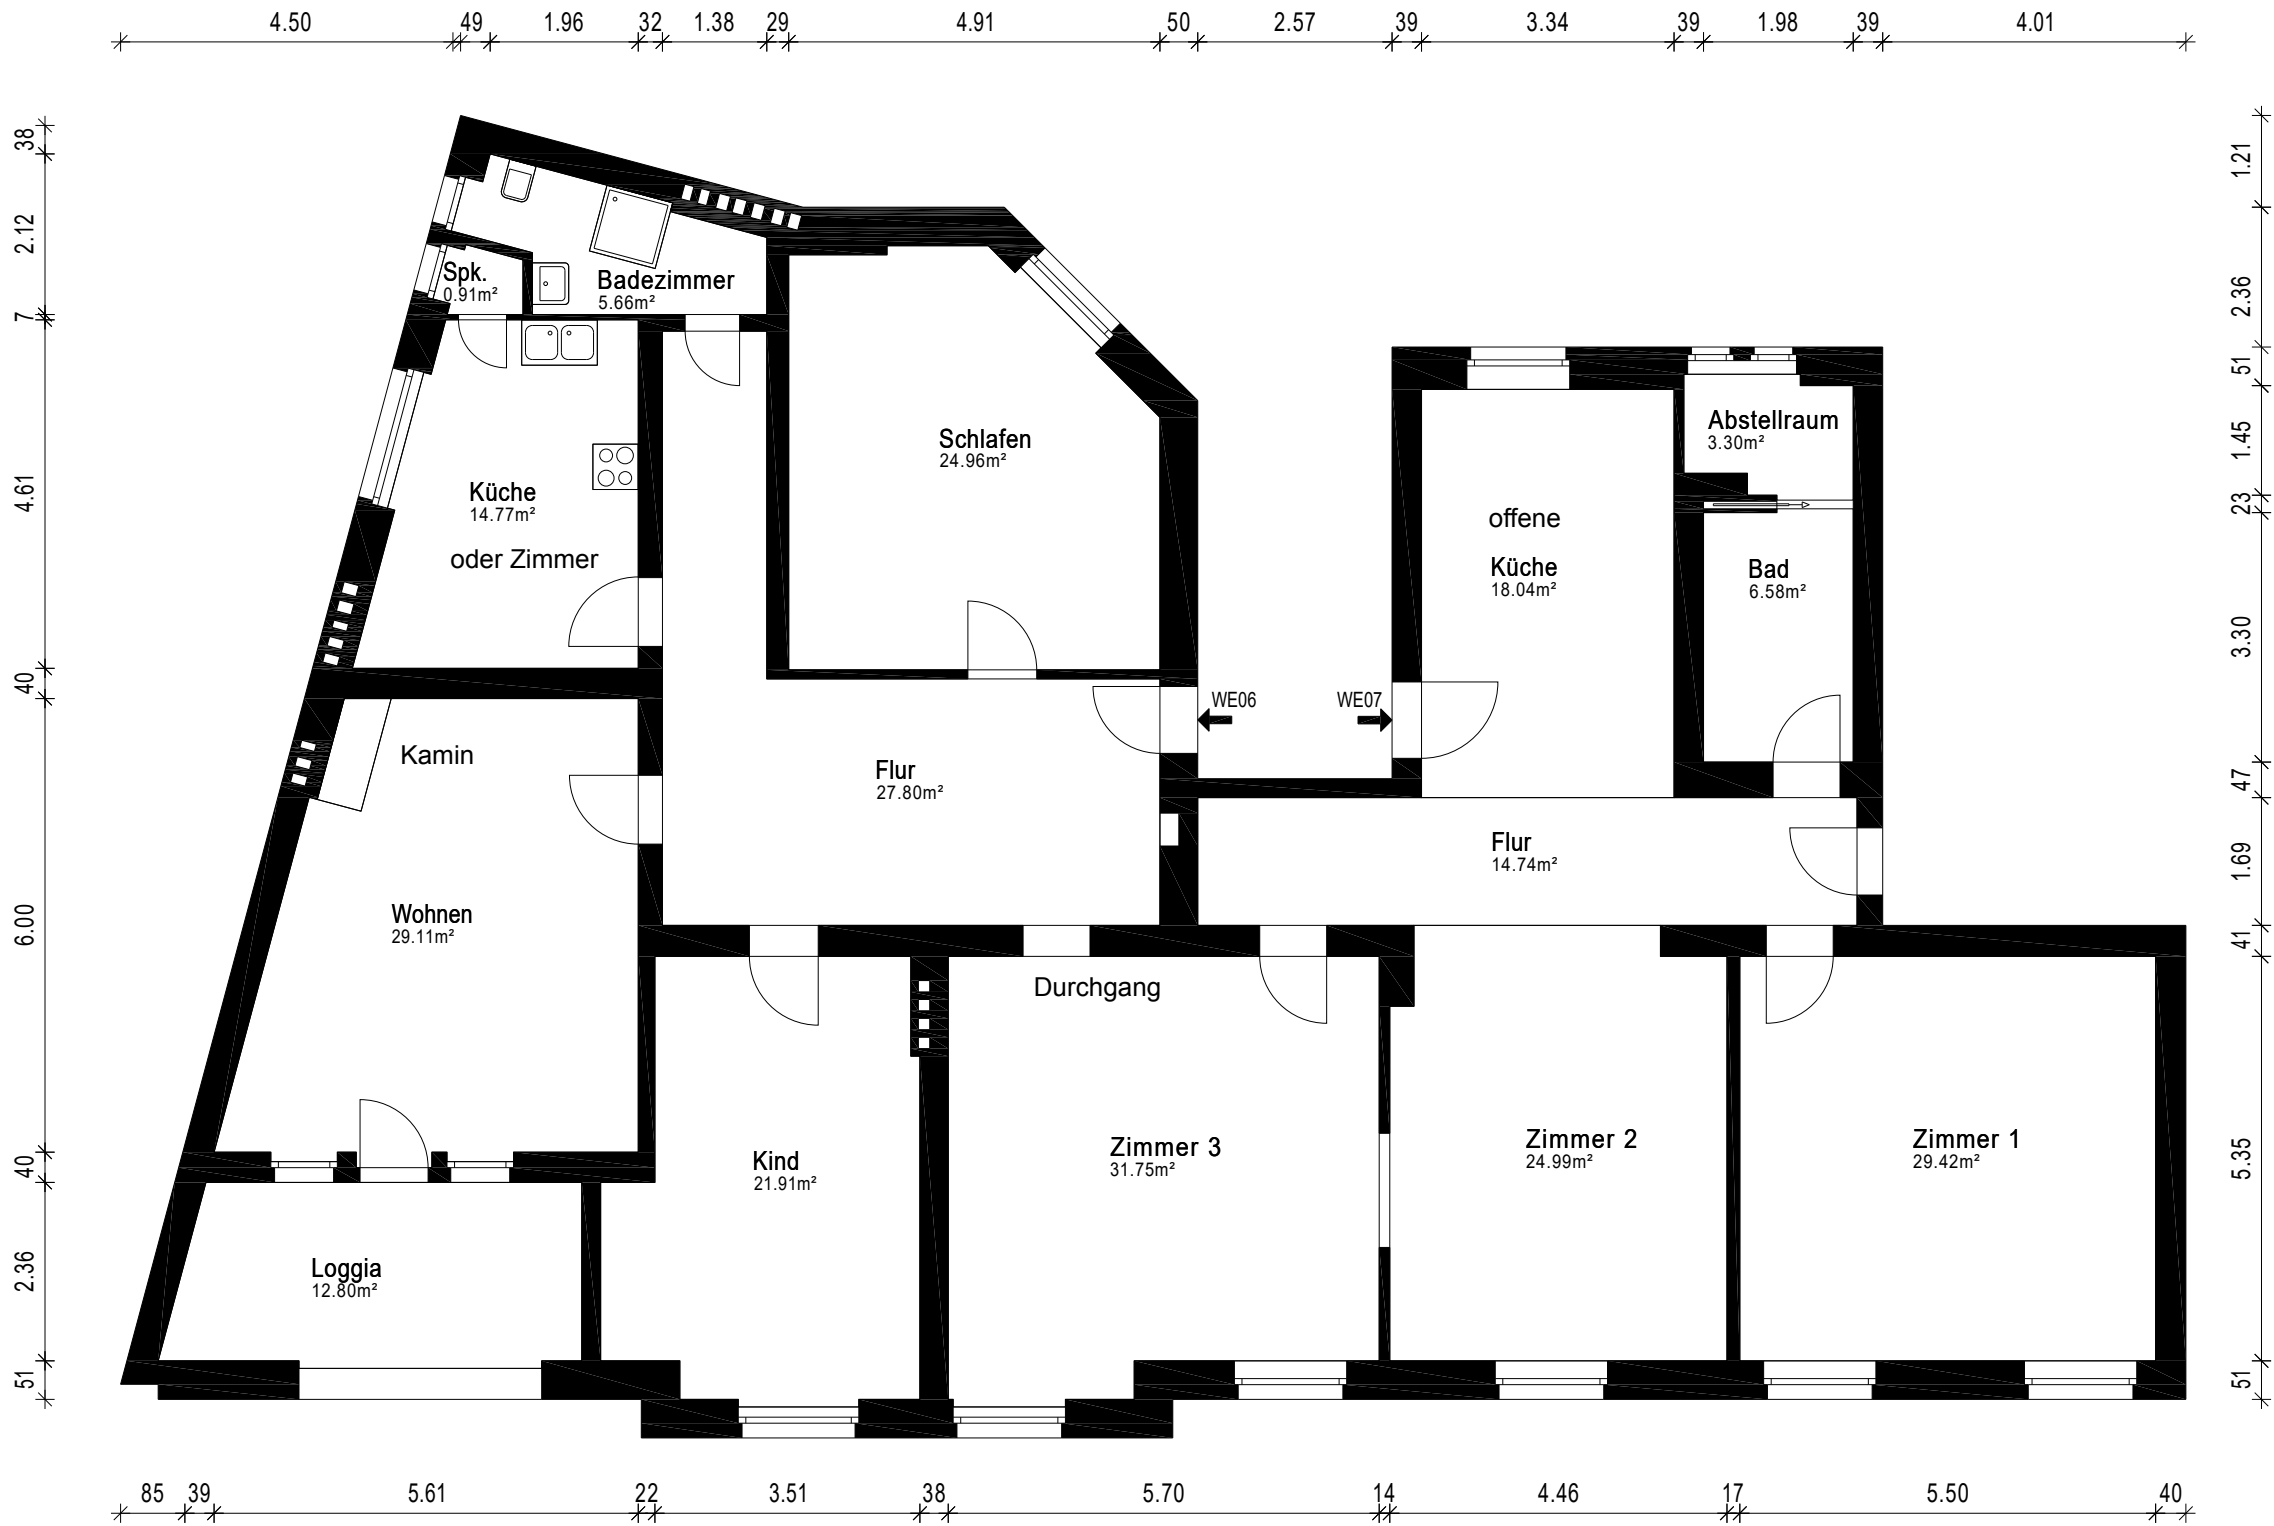 4.50 49 1.96 32 1.38 29 4.91 50 2.57 39 3.34 39 1.98 39 4.01
38
2.12
7
4.61
40
6.00
40
2.36
51
Spk.
0.91m²
Badezimmer
5.66m²
Küche
14.77m²
oder Zimmer
Schlafen
24.96m²
offene
Küche
18.04m²
Abstellraum
3.30m²
Bad
6.58m²
WE06
WE07
Kamin
Flur
27.80m²
Flur
14.74m²
Wohnen
29.11m²
Durchgang
Kind
21.91m²
Zimmer 3
31.75m²
Zimmer 2
24.99m²
Zimmer 1
29.42m²
Loggia
12.80m²
1.21
2.36
51
1.45
23
3.30
47
1.69
41
5.35
51
85 39 5.61 22 3.51 38 5.70 14 4.46 17 5.50 40